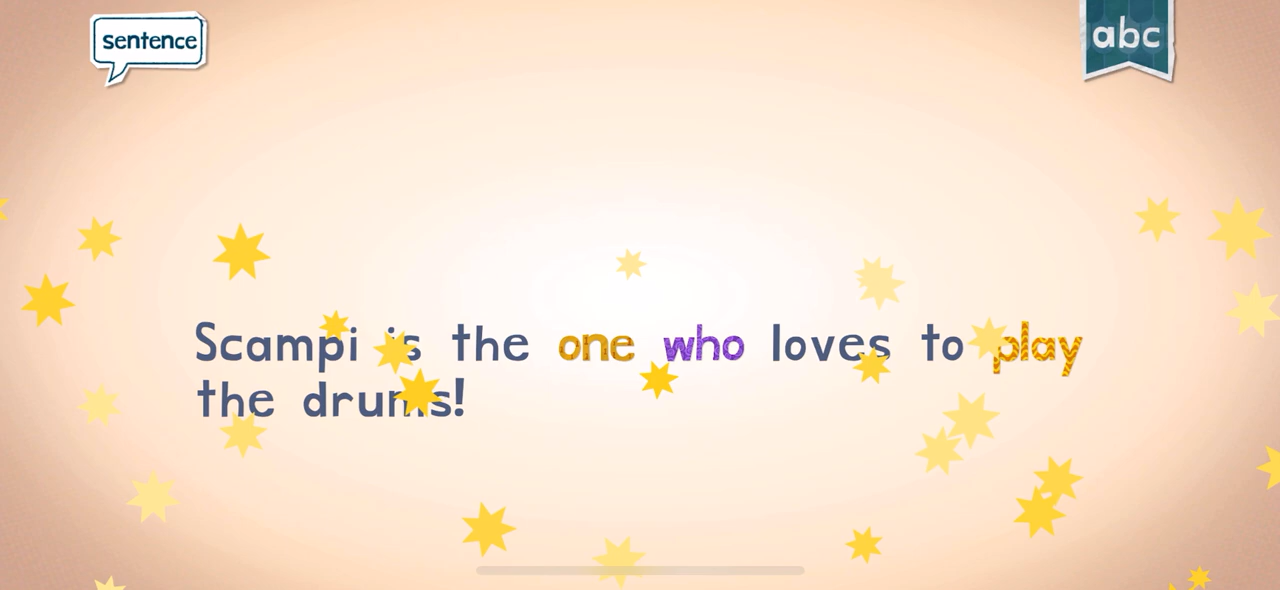 sentence
abc
Scampi is the one who loves to play
the drums!